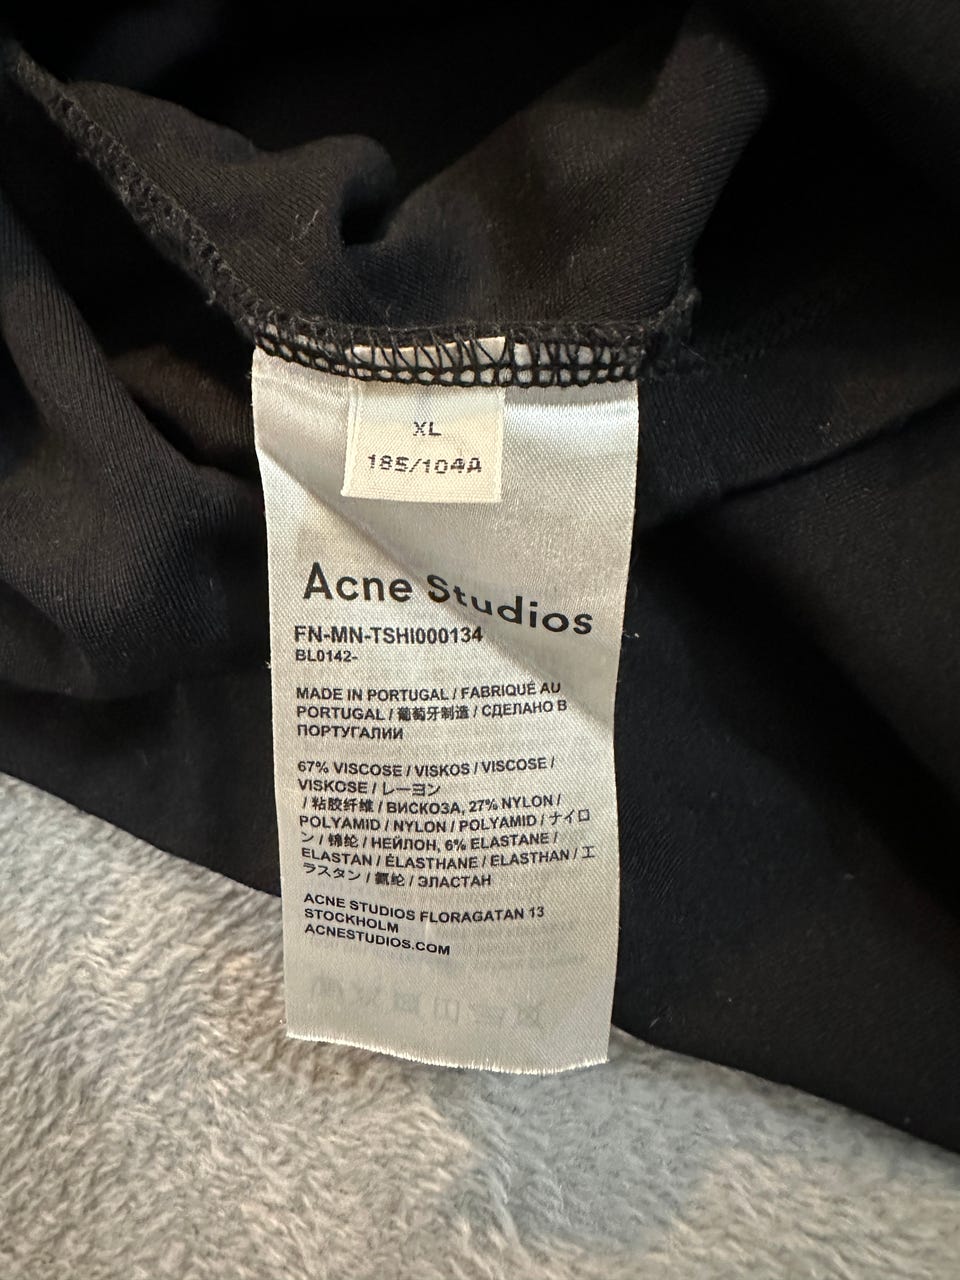 XL
185/104A
Acne Studios
FN-MN-TSHI000134
BL0142-
MADE IN PORTUGAL / FABRIQUÉ AU
PORTUGAL / 葡萄牙制造 / СДЕЛАНО В
ПОРТУГАЛИИ
67% VISCOSE / VISKOS / VISCOSE /
VISKOSE / レーヨン
/ 粘胶纤维 / ВИСКОЗА, 27% NYLON /
POLYAMID / NYLON / POLYAMID / ナイロ
ン / 锦纶 / НЕЙЛОН, 6% ELASTANE /
ELASTAN / ÉLASTHANE / ELASTHAN / エ
ラスタン / 氨纶 / ЭЛАСТАН
ACNE STUDIOS FLORAGATAN 13
STOCKHOLM
ACNESTUDIOS.COM